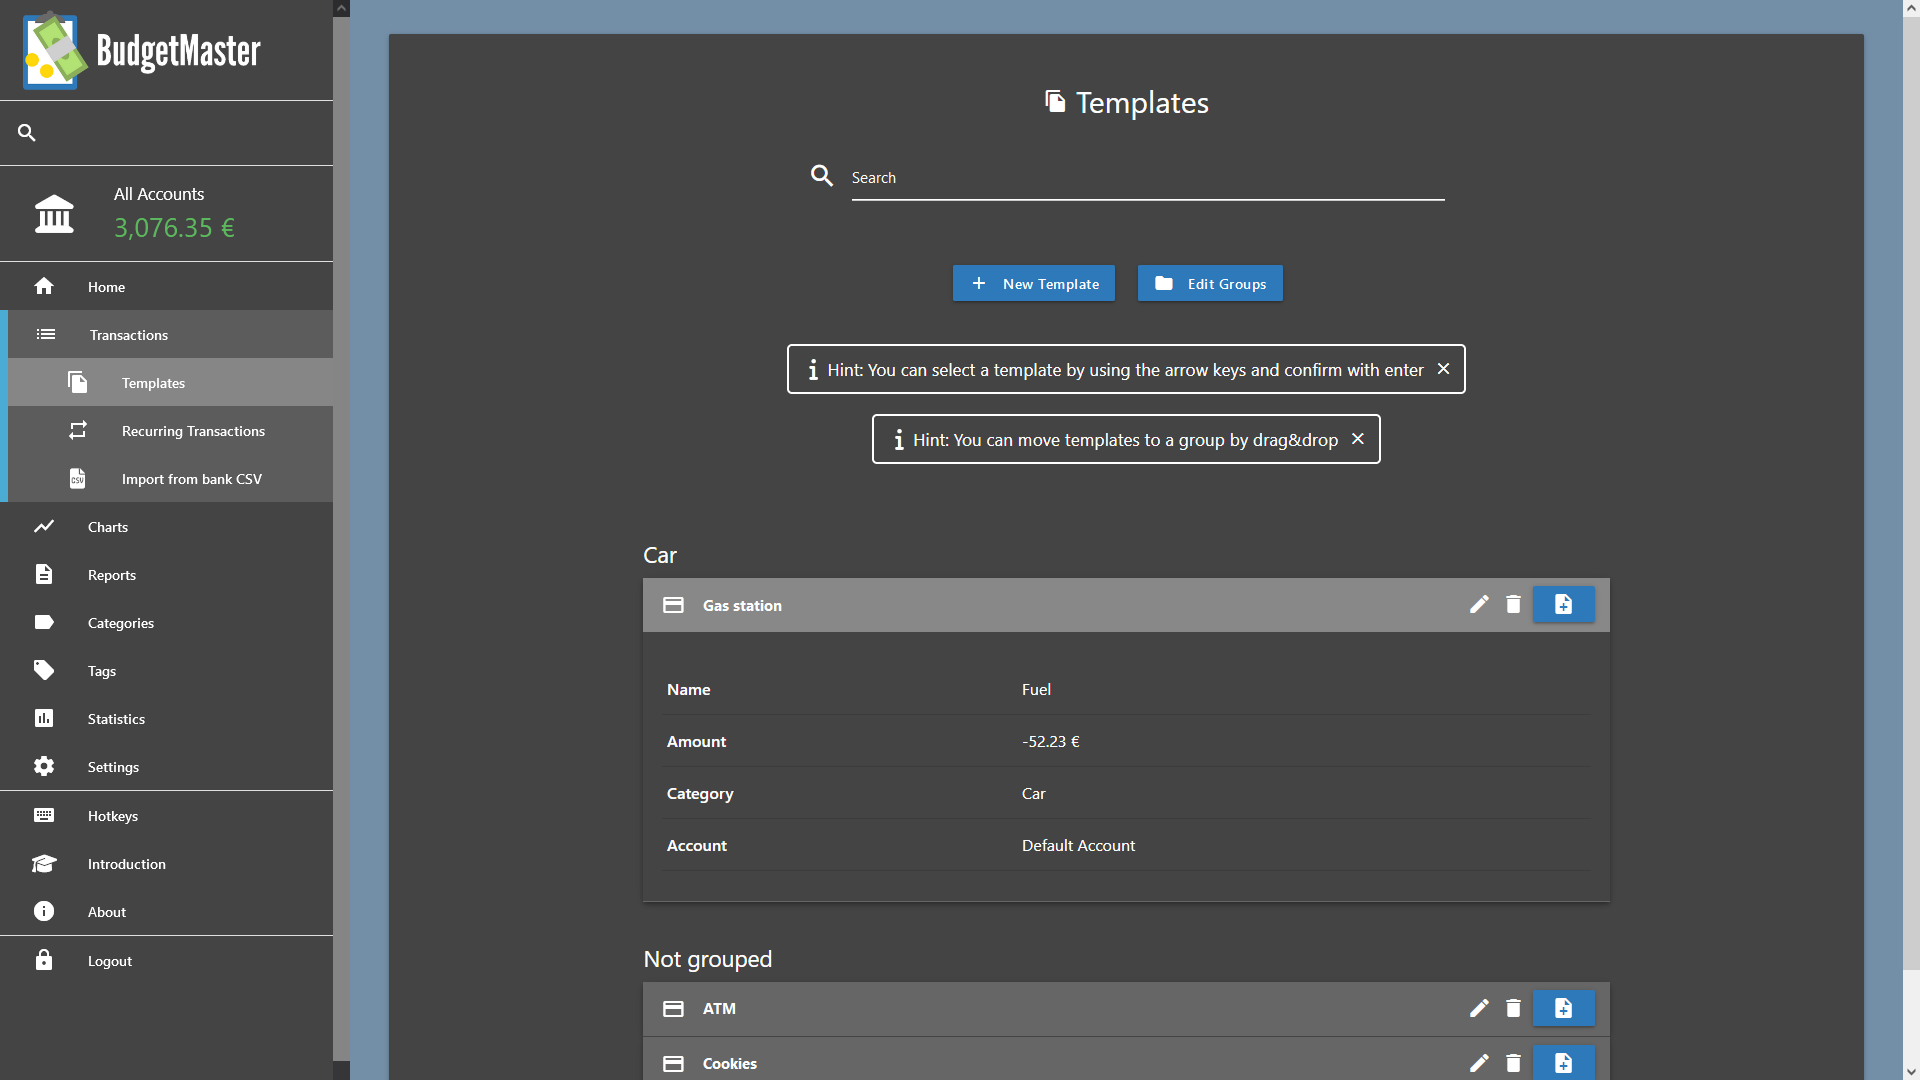 BudgetMaster
All Accounts
3,076.35 €
Home
Transactions
Templates
Recurring Transactions
CSV
Import from bank CSV
Charts
Reports
Categories
Tags
Statistics
Settings
Hotkeys
Introduction
About
Logout
Templates
Search
New Template
Edit Groups
Hint: You can select a template by using the arrow keys and confirm with enter
Hint: You can move templates to a group by drag&drop
Car
Gas station
Name Fuel
Amount -52.23 €
Category Car
Account Default Account
Not grouped
ATM
Cookies